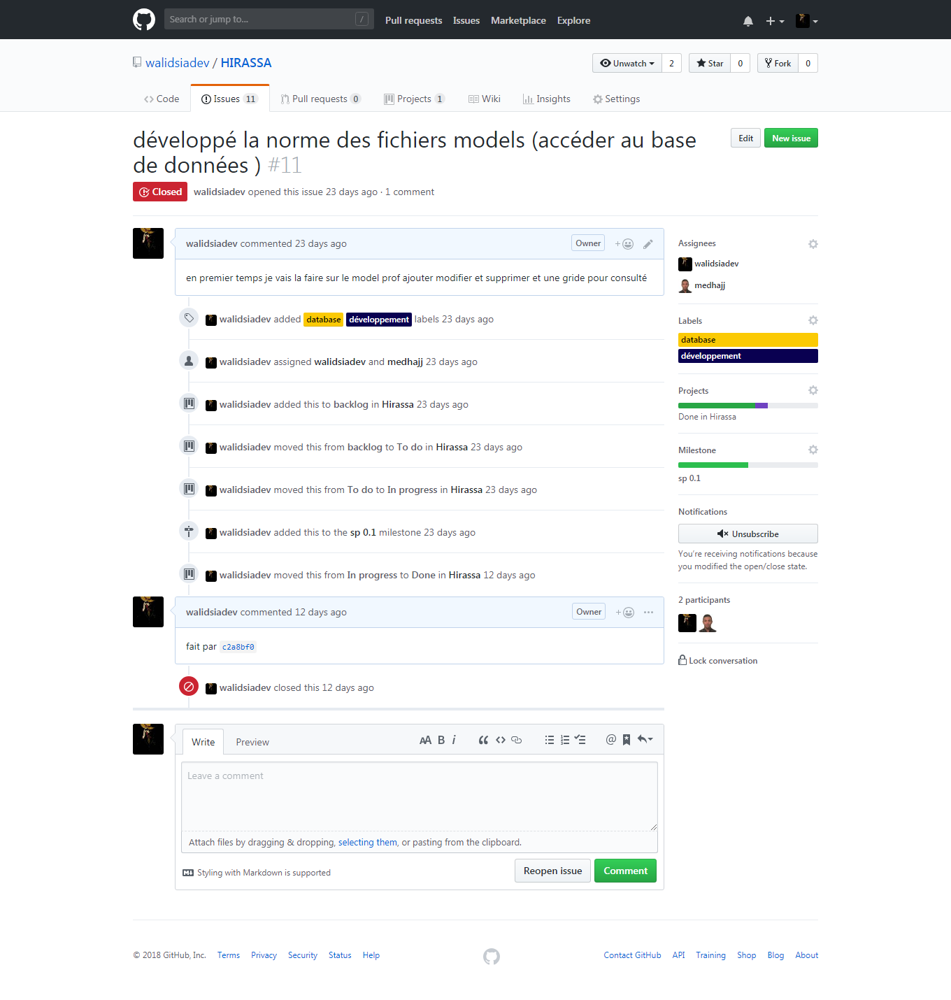 Search or jump to... /
Pull requests Issues Marketplace Explore
walidsiadev / HIRASSA
Unwatch 2 Star 0 Fork 0
Code Issues 11 Pull requests 0 Projects 1 Wiki Insights Settings
développé la norme des fichiers models (accéder au base
de données ) #11
Edit New issue
Closed walidsiadev opened this issue 23 days ago · 1 comment
walidsiadev commented 23 days ago Owner
en premier temps je vais la faire sur le model prof ajouter modifier et supprimer et une gride pour consulté
walidsiadev added database développement labels 23 days ago
walidsiadev assigned walidsiadev and medhajj 23 days ago
walidsiadev added this to backlog in Hirassa 23 days ago
walidsiadev moved this from backlog to To do in Hirassa 23 days ago
walidsiadev moved this from To do to In progress in Hirassa 23 days ago
walidsiadev added this to the sp 0.1 milestone 23 days ago
walidsiadev moved this from In progress to Done in Hirassa 12 days ago
walidsiadev commented 12 days ago Owner
fait par c2a8bf0
walidsiadev closed this 12 days ago
Assignees
walidsiadev
medhajj
Labels
database
développement
Projects
Done in Hirassa
Milestone
sp 0.1
Notifications
Unsubscribe
You're receiving notifications because
you modified the open/close state.
2 participants
Lock conversation
Write Preview
Leave a comment
Attach files by dragging & dropping, selecting them, or pasting from the clipboard.
Styling with Markdown is supported
Reopen issue Comment
© 2018 GitHub, Inc. Terms Privacy Security Status Help
Contact GitHub API Training Shop Blog About